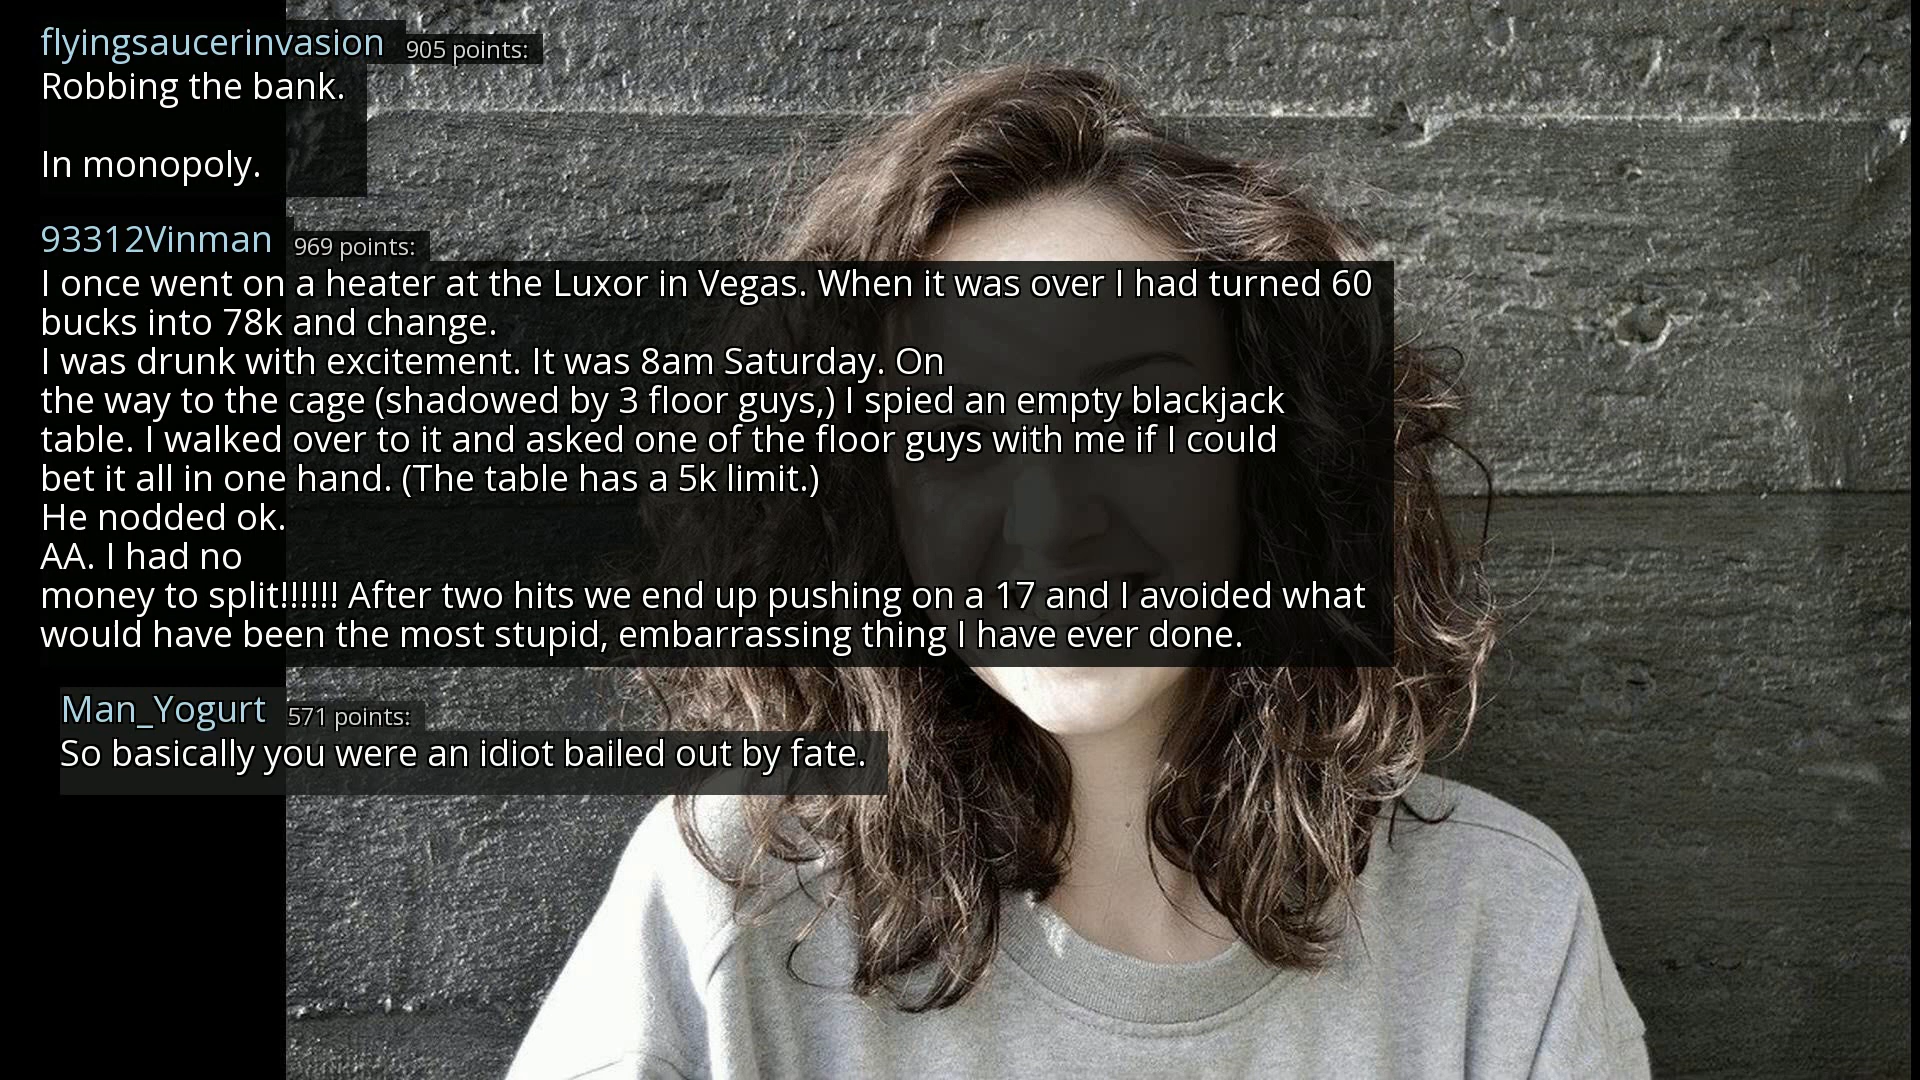 flyingsaucerinvasion 905 points:
Robbing the bank.
In monopoly.
93312Vinman 969 points:
I once went on a heater at the Luxor in Vegas. When it was over I had turned 60
bucks into 78k and change.
I was drunk with excitement. It was 8am Saturday. On
the way to the cage (shadowed by 3 floor guys,) I spied an empty blackjack
table. I walked over to it and asked one of the floor guys with me if I could
bet it all in one hand. (The table has a 5k limit.)
He nodded ok.
AA. I had no
money to split!!!!!! After two hits we end up pushing on a 17 and I avoided what
would have been the most stupid, embarrassing thing I have ever done.
Man_Yogurt 571 points:
So basically you were an idiot bailed out by fate.